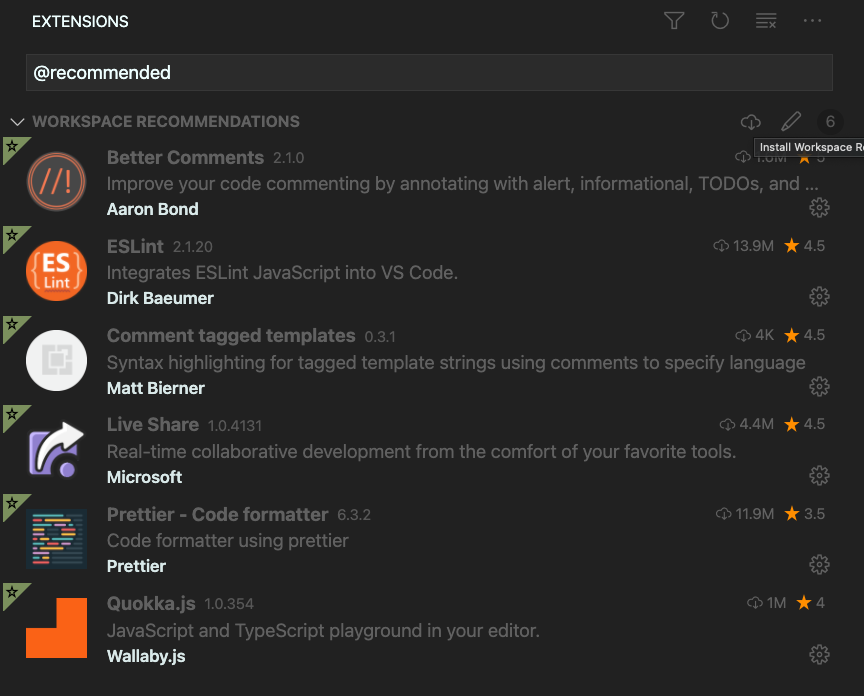 EXTENSIONS
@recommended
WORKSPACE RECOMMENDATIONS 6
Install Workspace Re
Better Comments 2.1.0 1.6M 5
Improve your code commenting by annotating with alert, informational, TODOs, and ...
Aaron Bond
ESLint 2.1.20 13.9M 4.5
Integrates ESLint JavaScript into VS Code.
Dirk Baeumer
Comment tagged templates 0.3.1 4K 4.5
Syntax highlighting for tagged template strings using comments to specify language
Matt Bierner
Live Share 1.0.4131 4.4M 4.5
Real-time collaborative development from the comfort of your favorite tools.
Microsoft
Prettier - Code formatter 6.3.2 11.9M 3.5
Code formatter using prettier
Prettier
Quokka.js 1.0.354 1M 4
JavaScript and TypeScript playground in your editor.
Wallaby.js
//!
{ES}
Lint